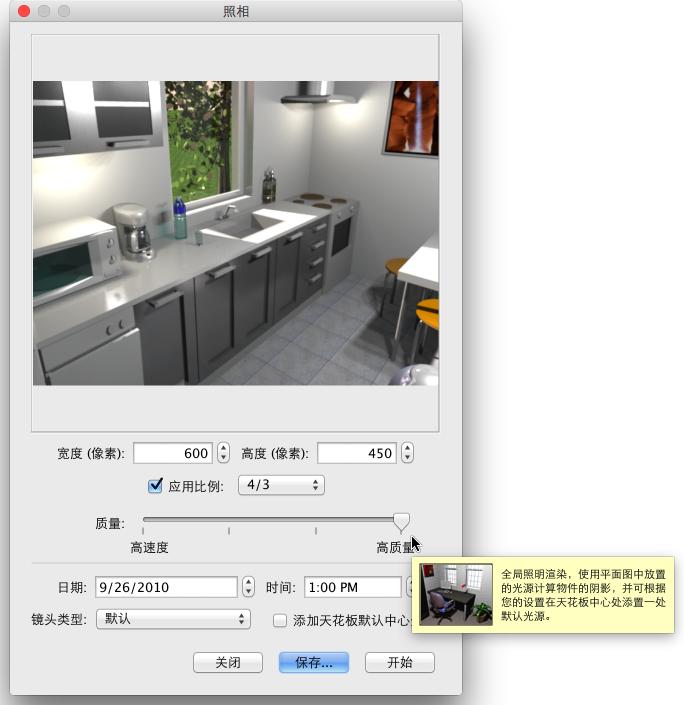 照相
宽度 (像素): 600 高度 (像素): 450
应用比例: 4/3
质量:
高速度 高质量
日期: 9/26/2010 时间: 1:00 PM
镜头类型: 默认 添加天花板默认中心
关闭 保存... 开始
全局照明渲染，使用平面图中放置
的光源计算物件的阴影，并可根据
您的设置在天花板中心处添置一处
默认光源。